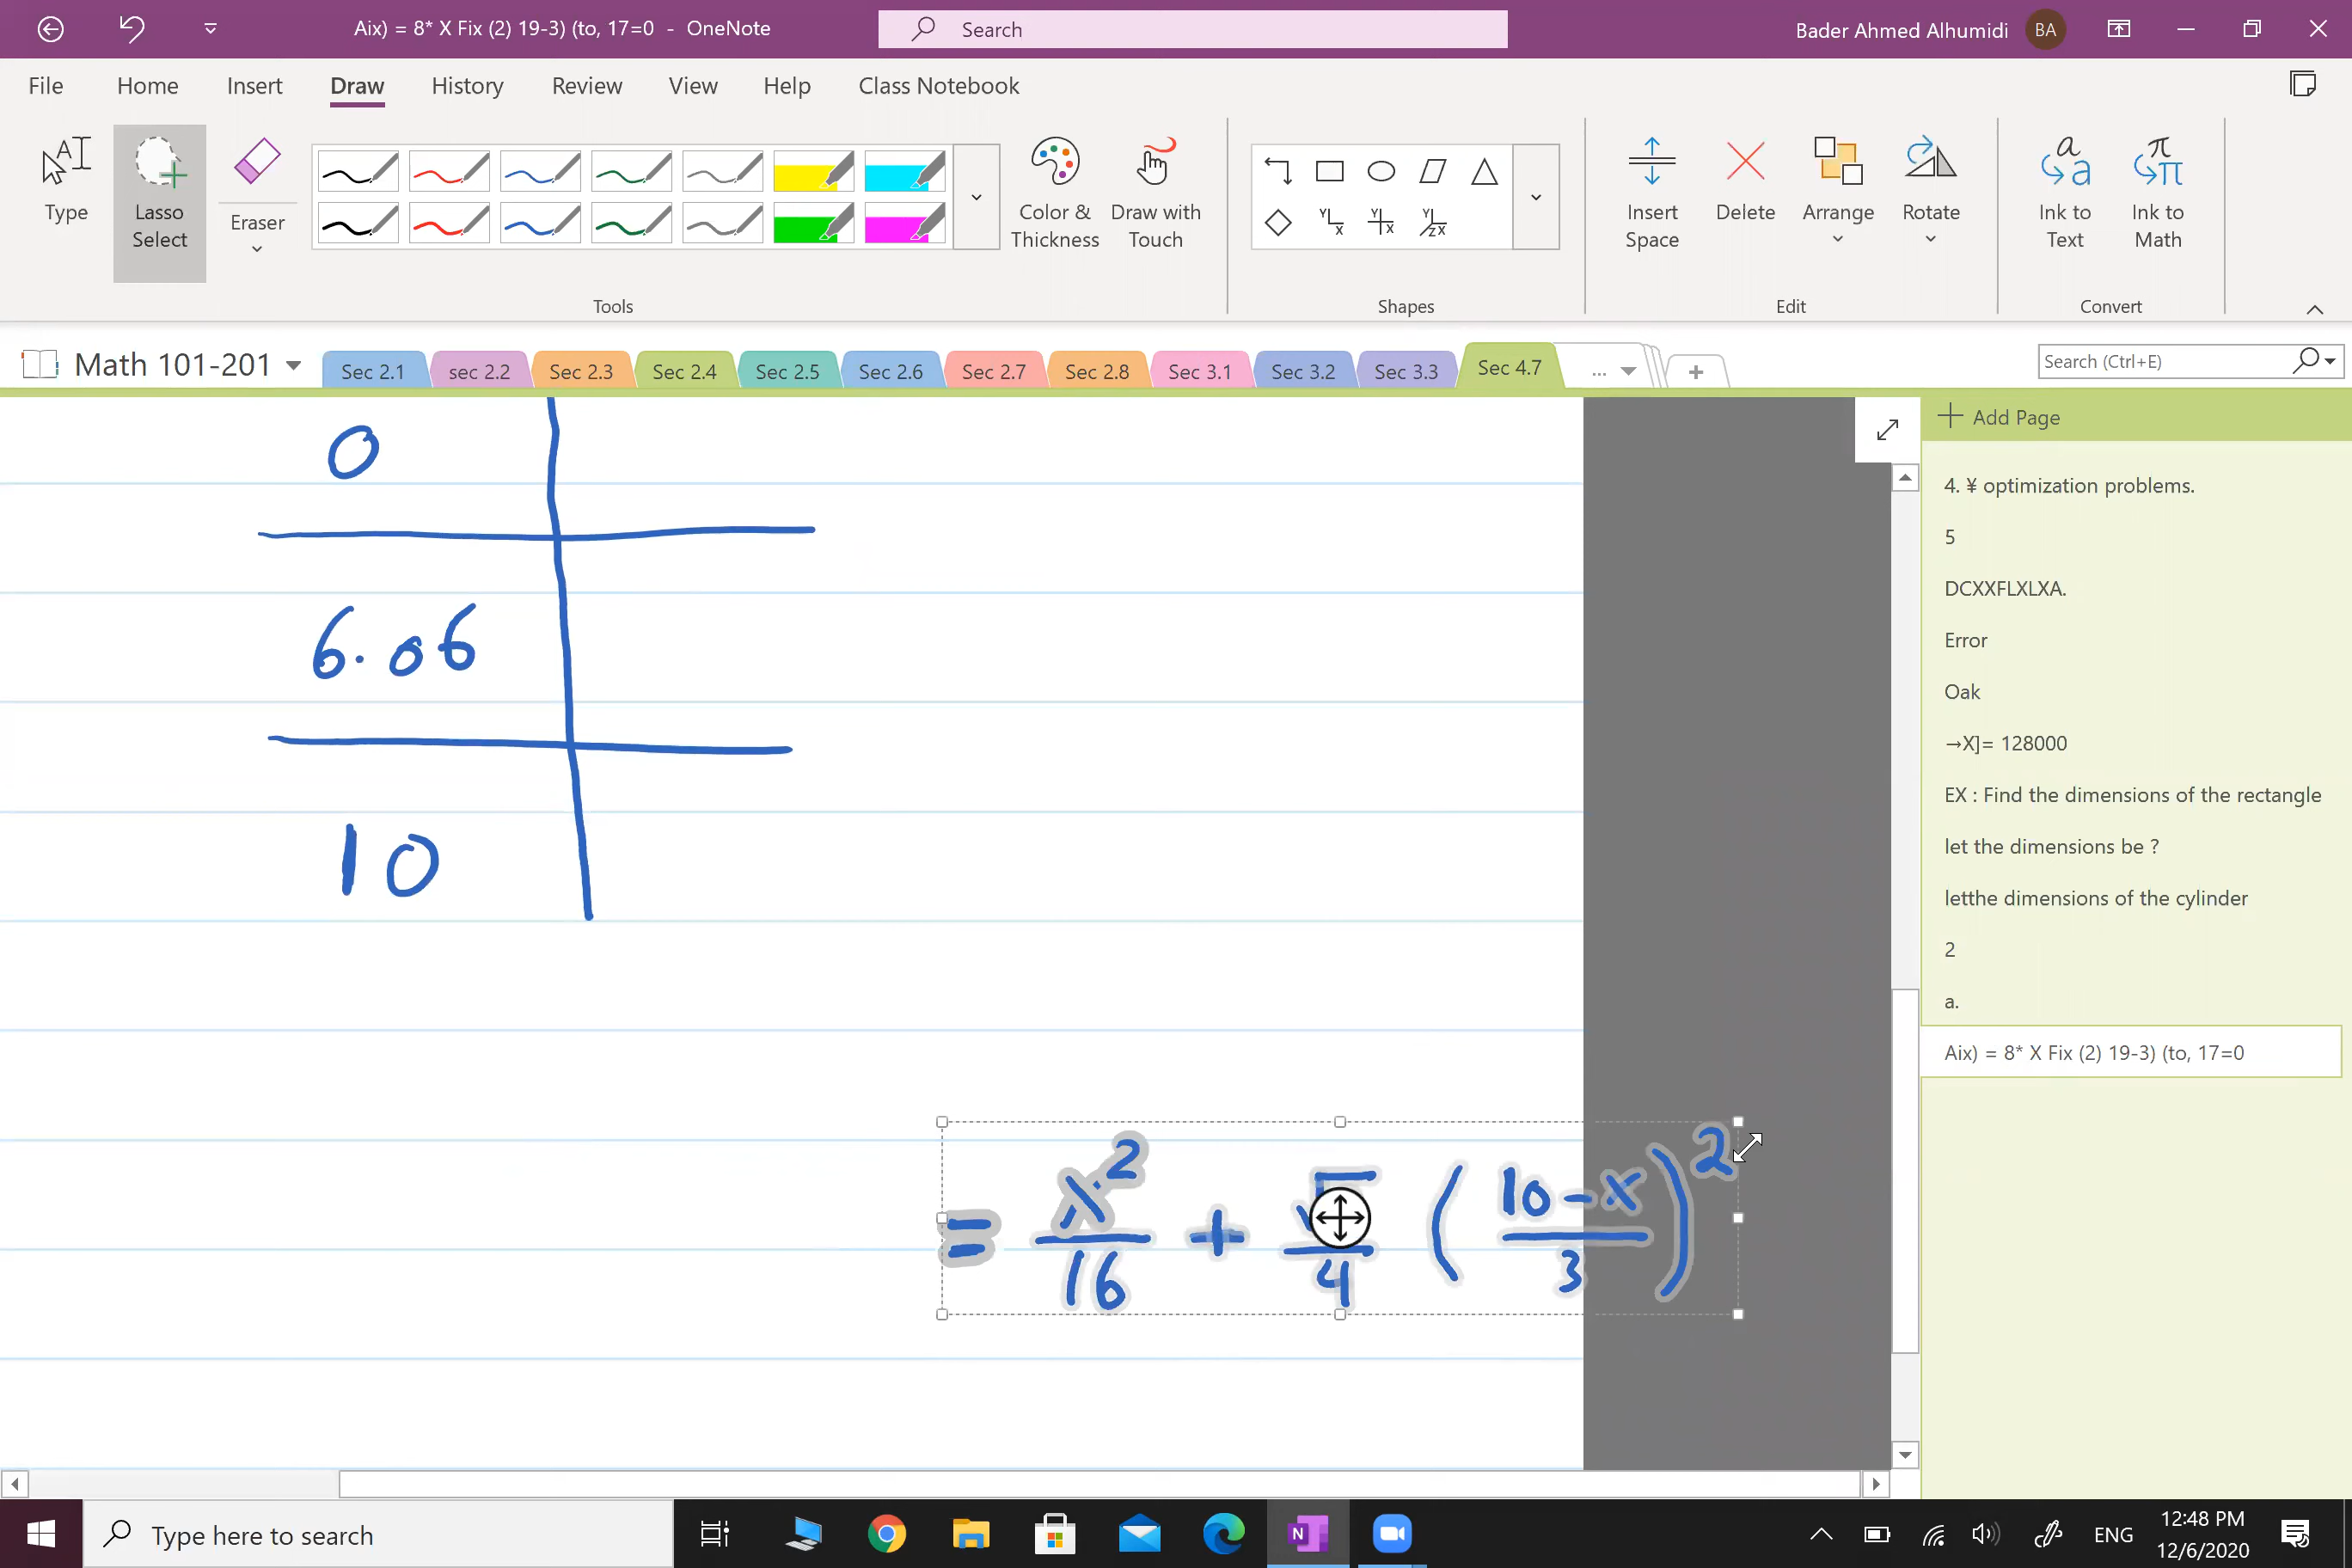 Aix) = 8* X Fix (2) 19-3) (to, 17=0 - OneNote
Search
Bader Ahmed Alhumidi
BA
File Home Insert Draw History Review View Help Class Notebook
Type
Lasso Select
Eraser
Color & Thickness
Draw with Touch
Insert Space
Delete
Arrange
Rotate
Ink to Text
Ink to Math
Tools
Shapes
Edit
Convert
Math 101-201
Sec 2.1 sec 2.2 Sec 2.3 Sec 2.4 Sec 2.5 Sec 2.6 Sec 2.7 Sec 2.8 Sec 3.1 Sec 3.2 Sec 3.3 Sec 4.7 ... +
Search (Ctrl+E)
0
6.06
10
= x²/16 + √ /4 ((10-x)/3)²
Add Page
4. ¥ optimization problems.
5
DCXXFLXLXA.
Error
Oak
→X]= 128000
EX : Find the dimensions of the rectangle
let the dimensions be ?
letthe dimensions of the cylinder
2
a.
Aix) = 8* X Fix (2) 19-3) (to, 17=0
Type here to search
ENG
12:48 PM
12/6/2020